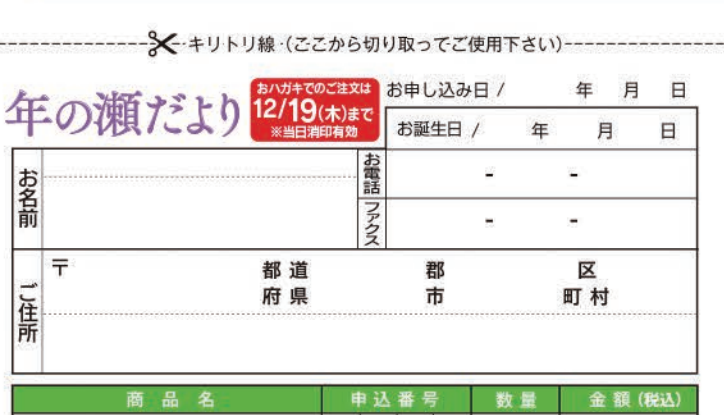 キリトリ線（ここから切り取ってご使用下さい）
年の瀬だより
おハガキでのご注文は
12/19(木)まで
※当日消印有効
お申し込み日 / 年 月 日
お誕生日 / 年 月 日
お名前
お電話 - -
ファクス - -
ご住所
〒 都道 郡 区
府県 市 町村
商品名 申込番号 数量 金額(税込)